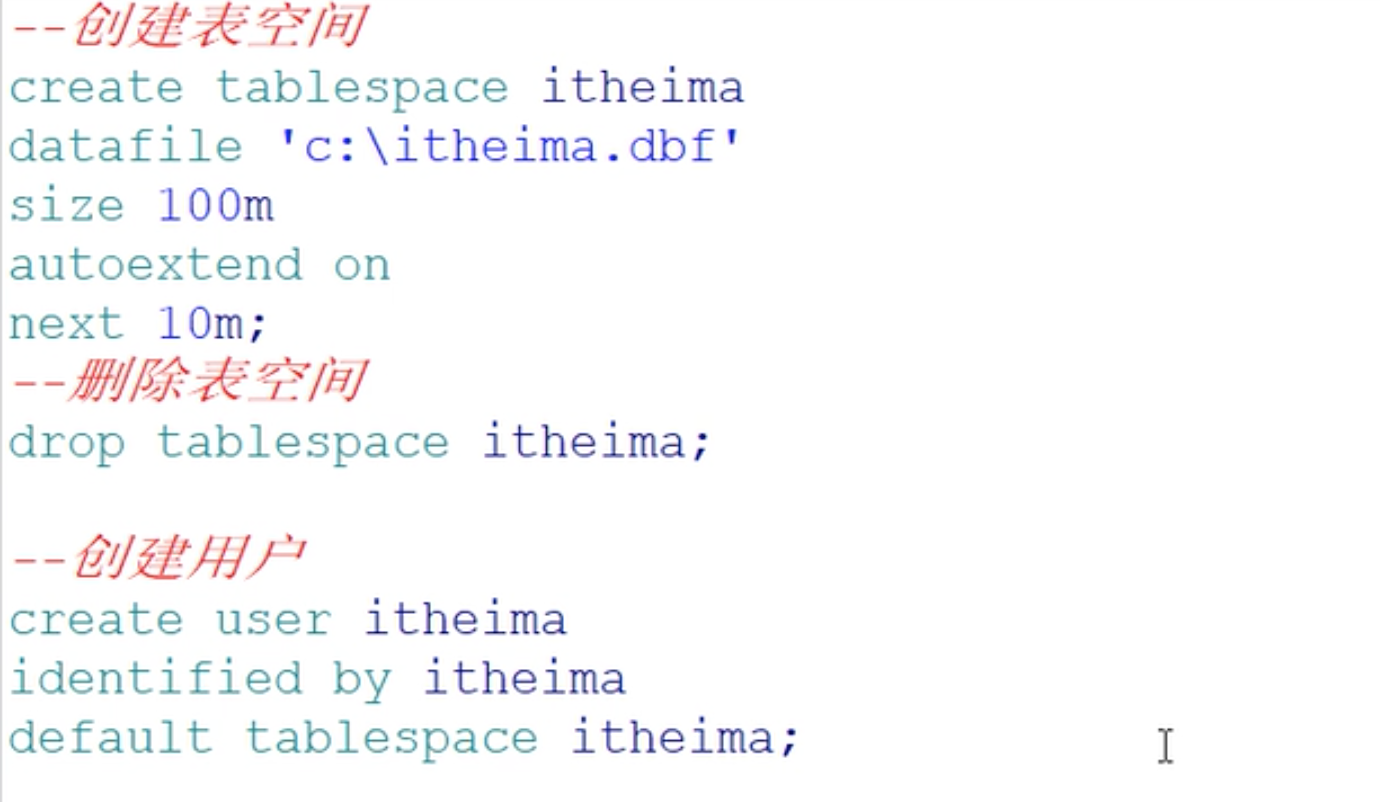 --创建表空间
create tablespace itheima
datafile 'c:\itheima.dbf'
size 100m
autoextend on
next 10m;
--删除表空间
drop tablespace itheima;
--创建用户
create user itheima
identified by itheima
default tablespace itheima;